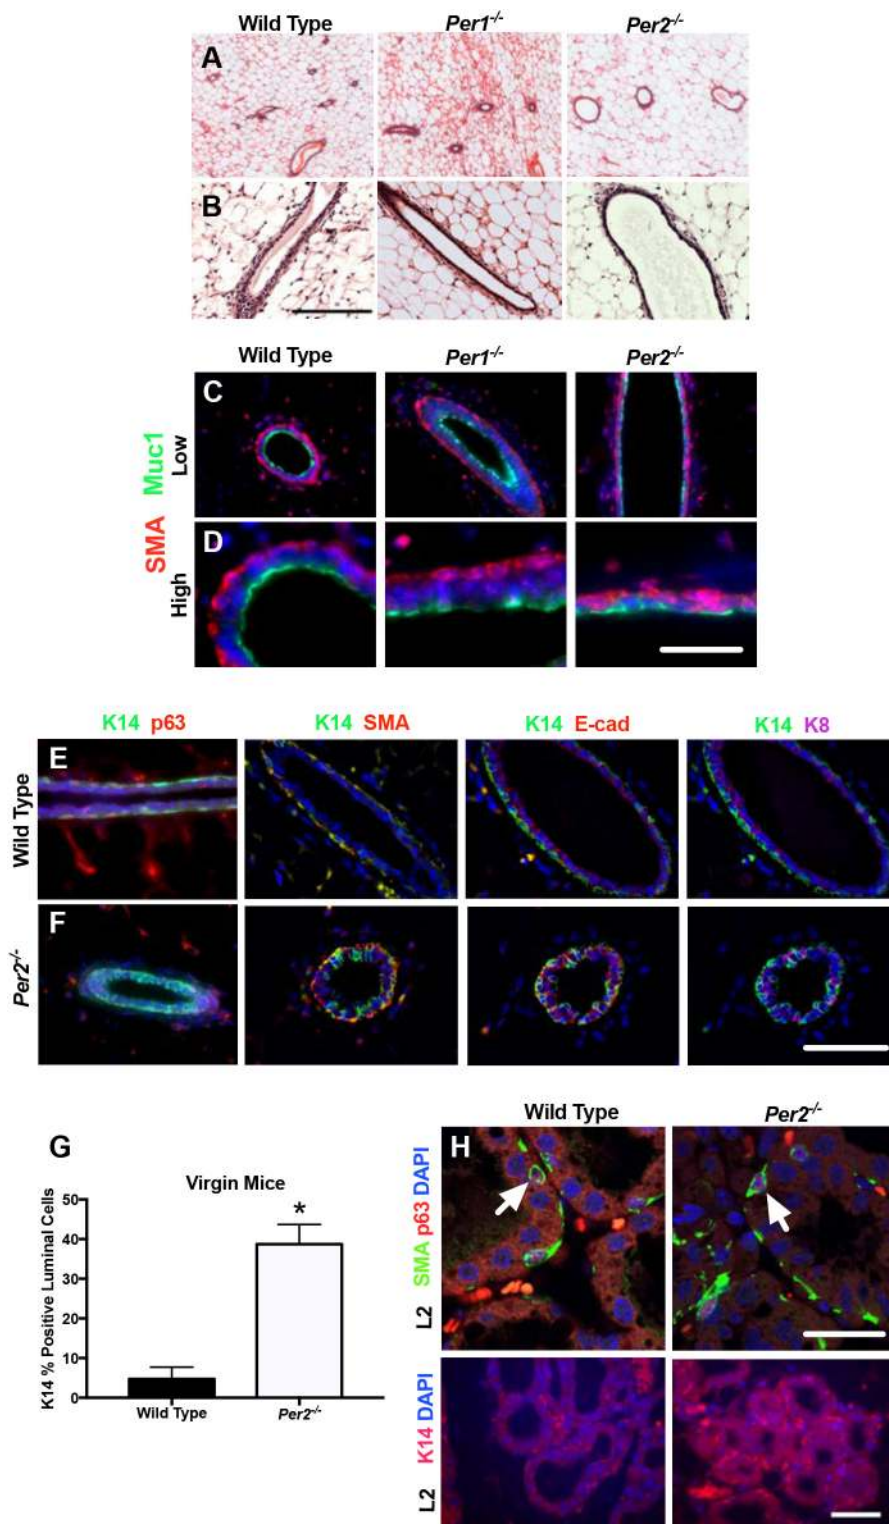 Wild Type Per1-/- Per2-/-
A
B
Wild Type Per1-/- Per2-/-
C
D
SMA Muc1
Low
High
K14 p63 K14 SMA K14 E-cad K14 K8
E
Wild Type
F
Per2-/-
G
Virgin Mice
K14 % Positive Luminal Cells
50
40
30
20
10
0
*
Wild Type Per2-/-
Wild Type Per2-/-
H
SMA p63 DAPI
L2
K14 DAPI
L2